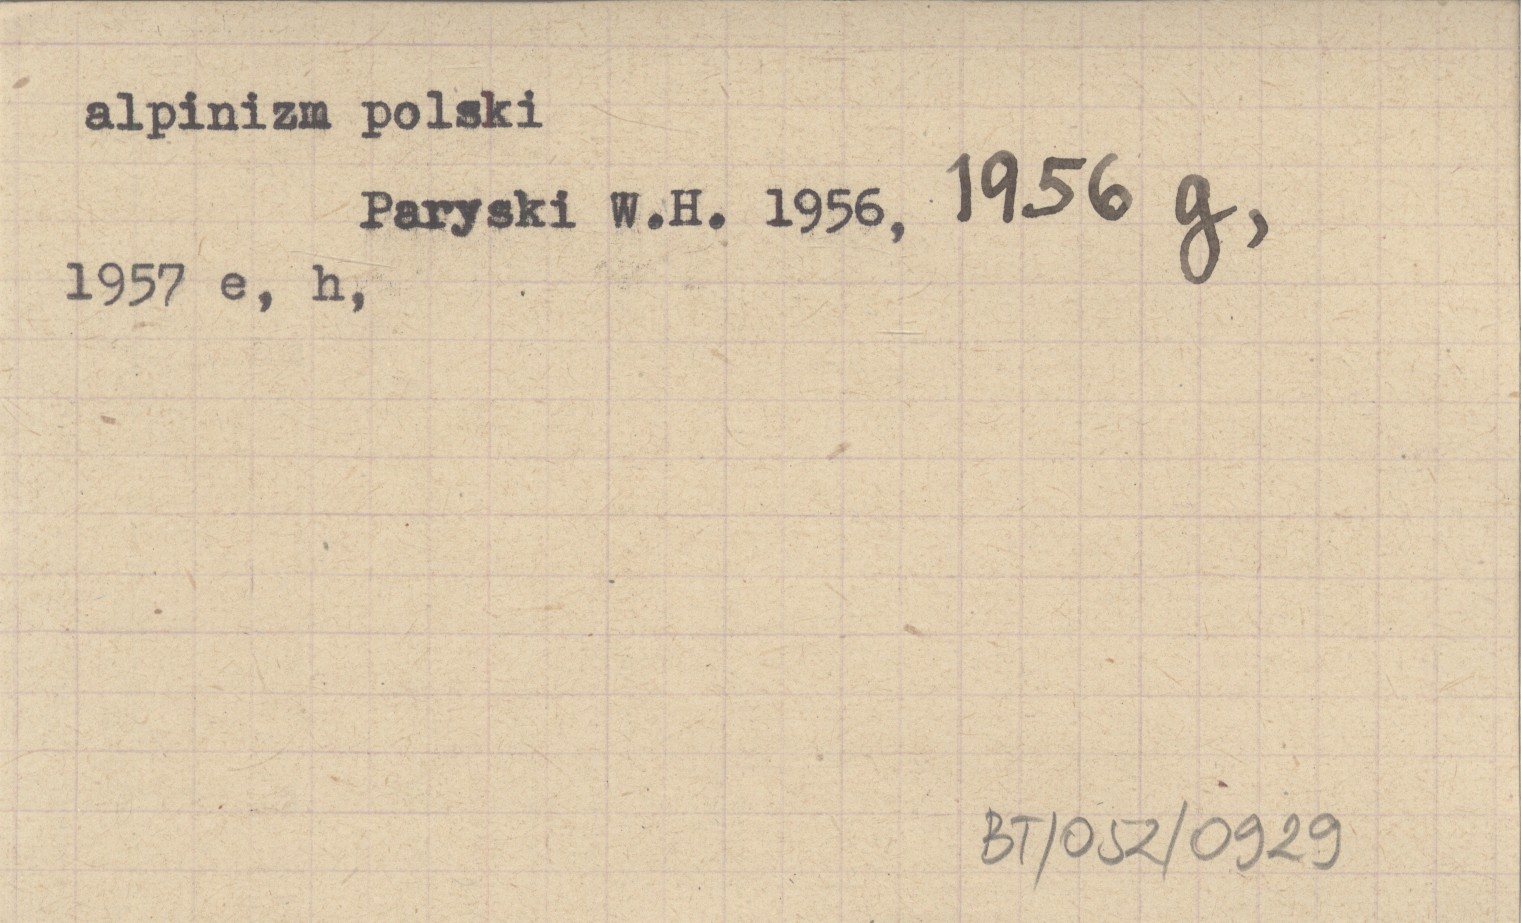 alpinizm polski
Paryski W.H. 1956, 1956 g,
1957 e, h,
BT/052/0929